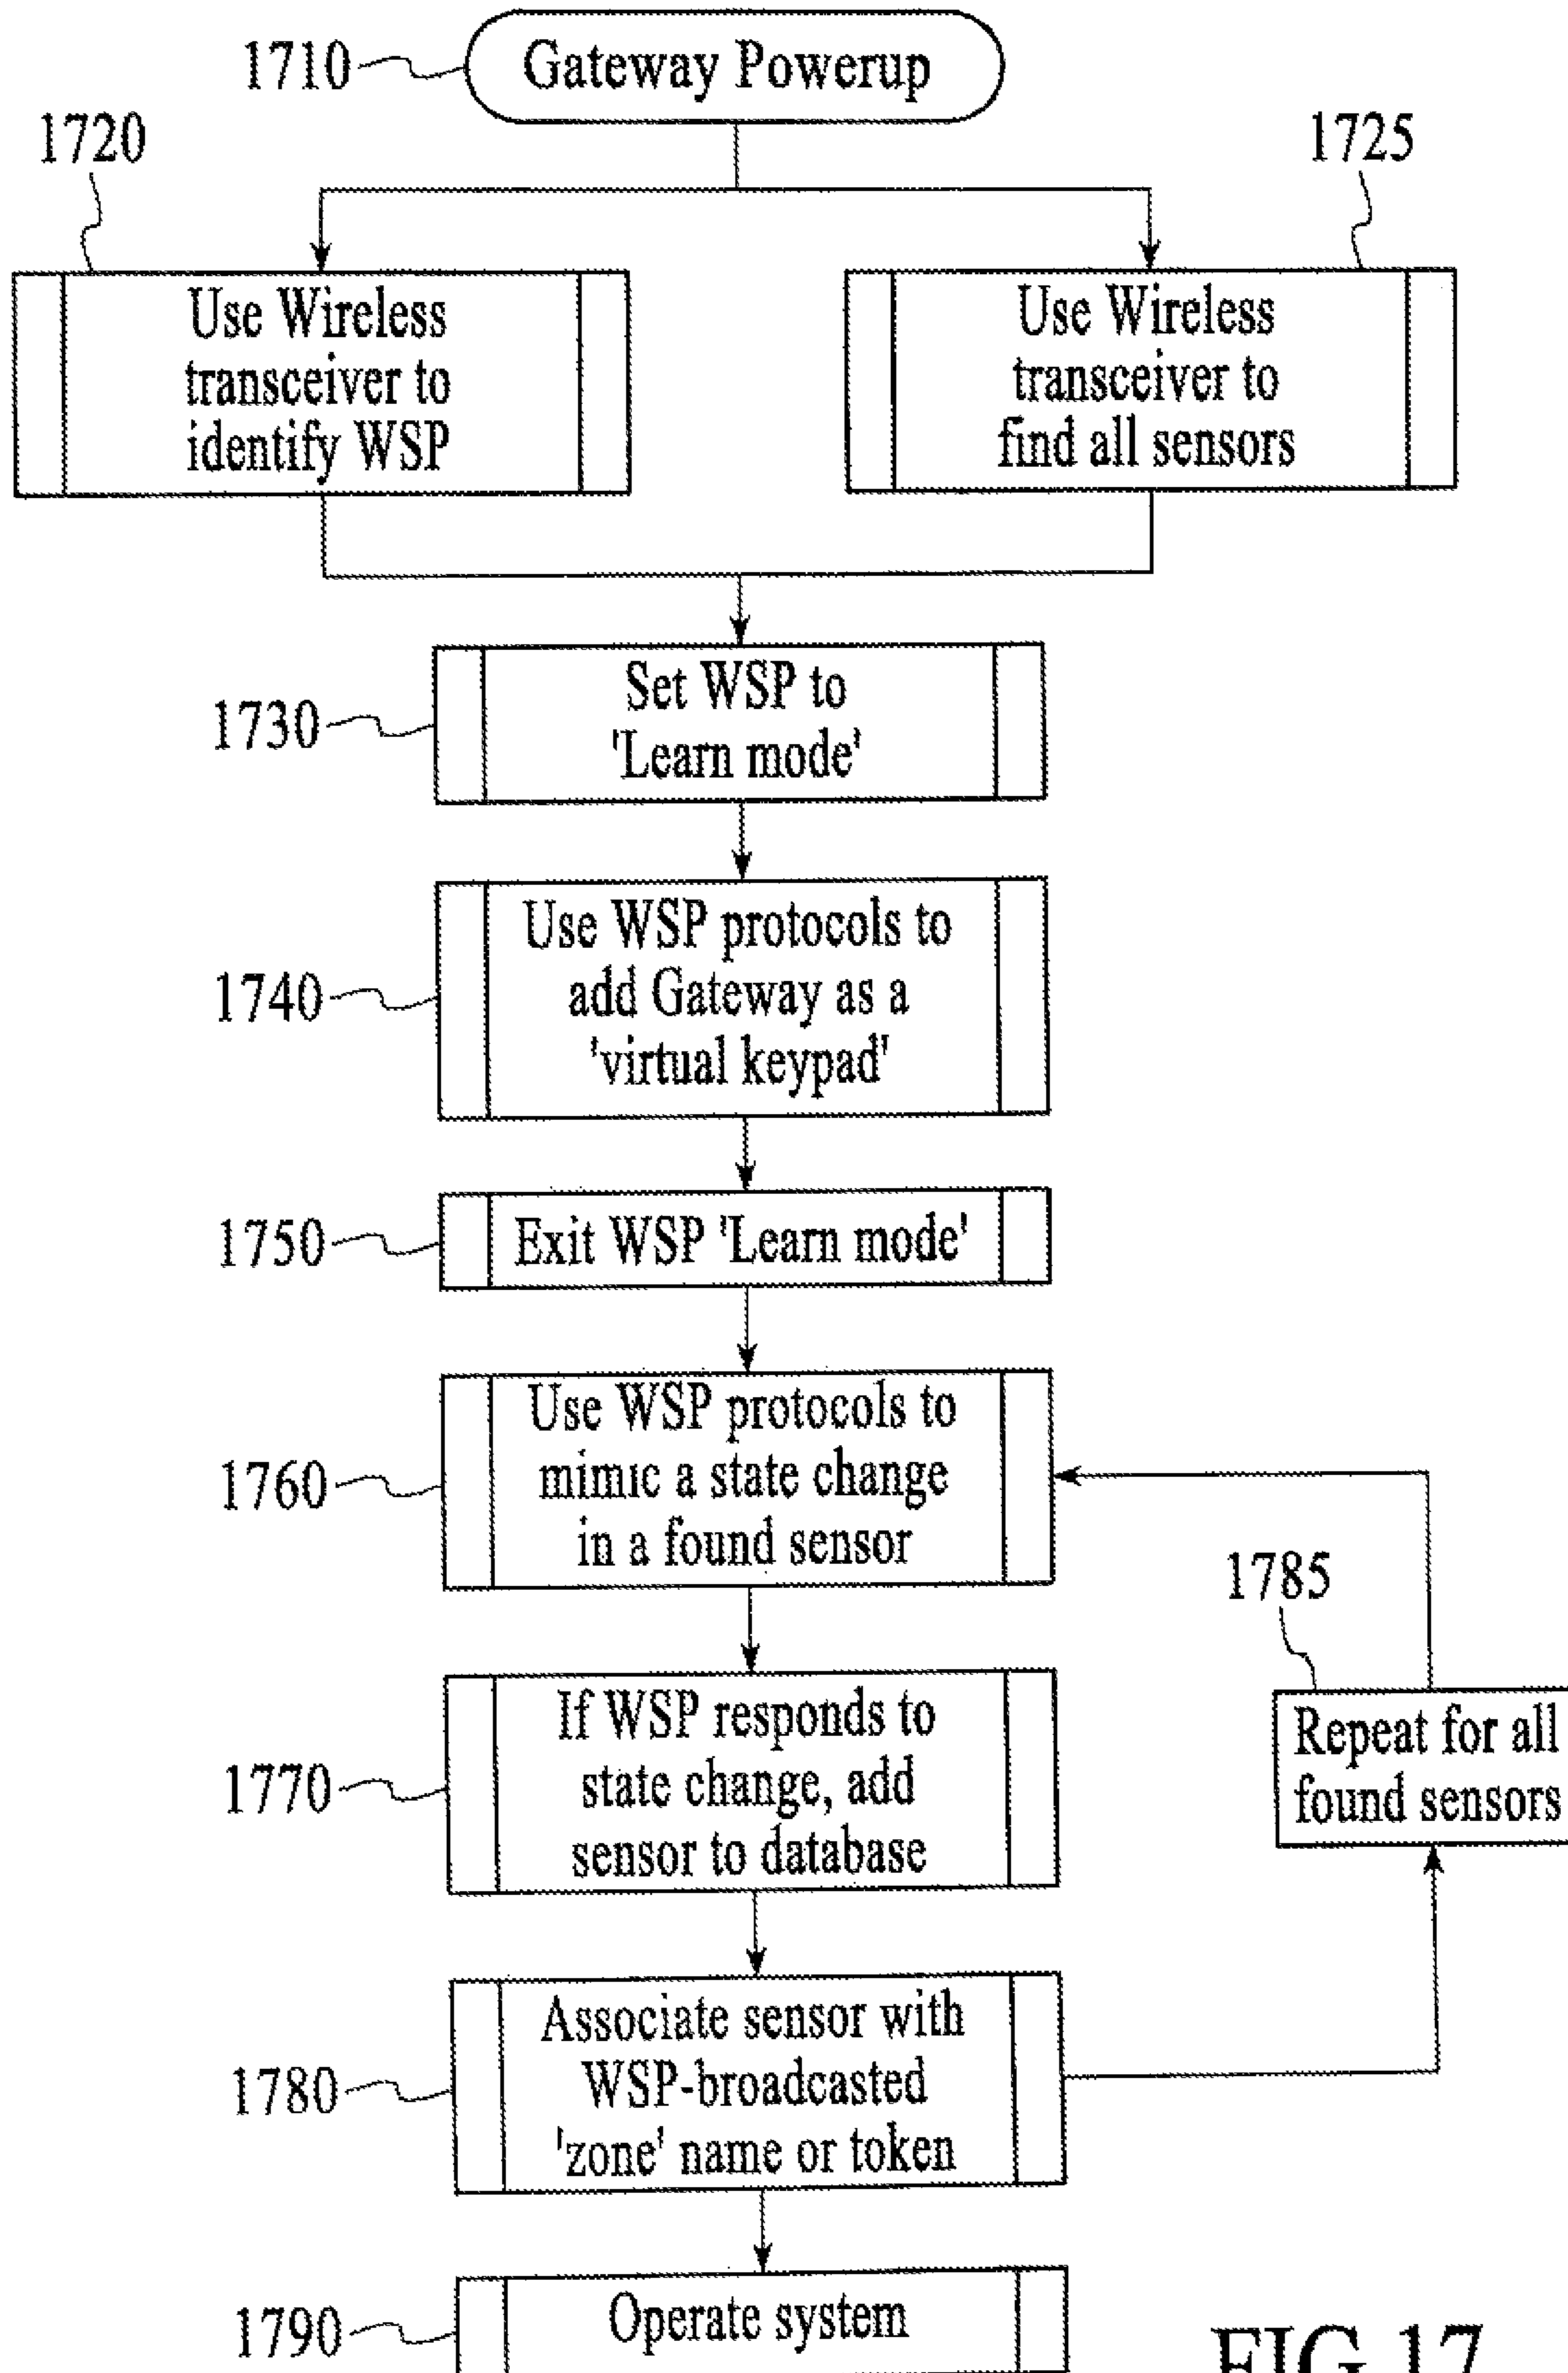 1710
Gateway Powerup
1720
1725
Use Wireless
transceiver to
identify WSP
Use Wireless
transceiver to
find all sensors
1730
Set WSP to
'Learn mode'
1740
Use WSP protocols to
add Gateway as a
'virtual keypad'
1750
Exit WSP 'Learn mode'
1760
Use WSP protocols to
mimic a state change
in a found sensor
1785
Repeat for all
found sensors
1770
If WSP responds to
state change, add
sensor to database
1780
Associate sensor with
WSP-broadcasted
'zone' name or token
1790
Operate system
FIG.17